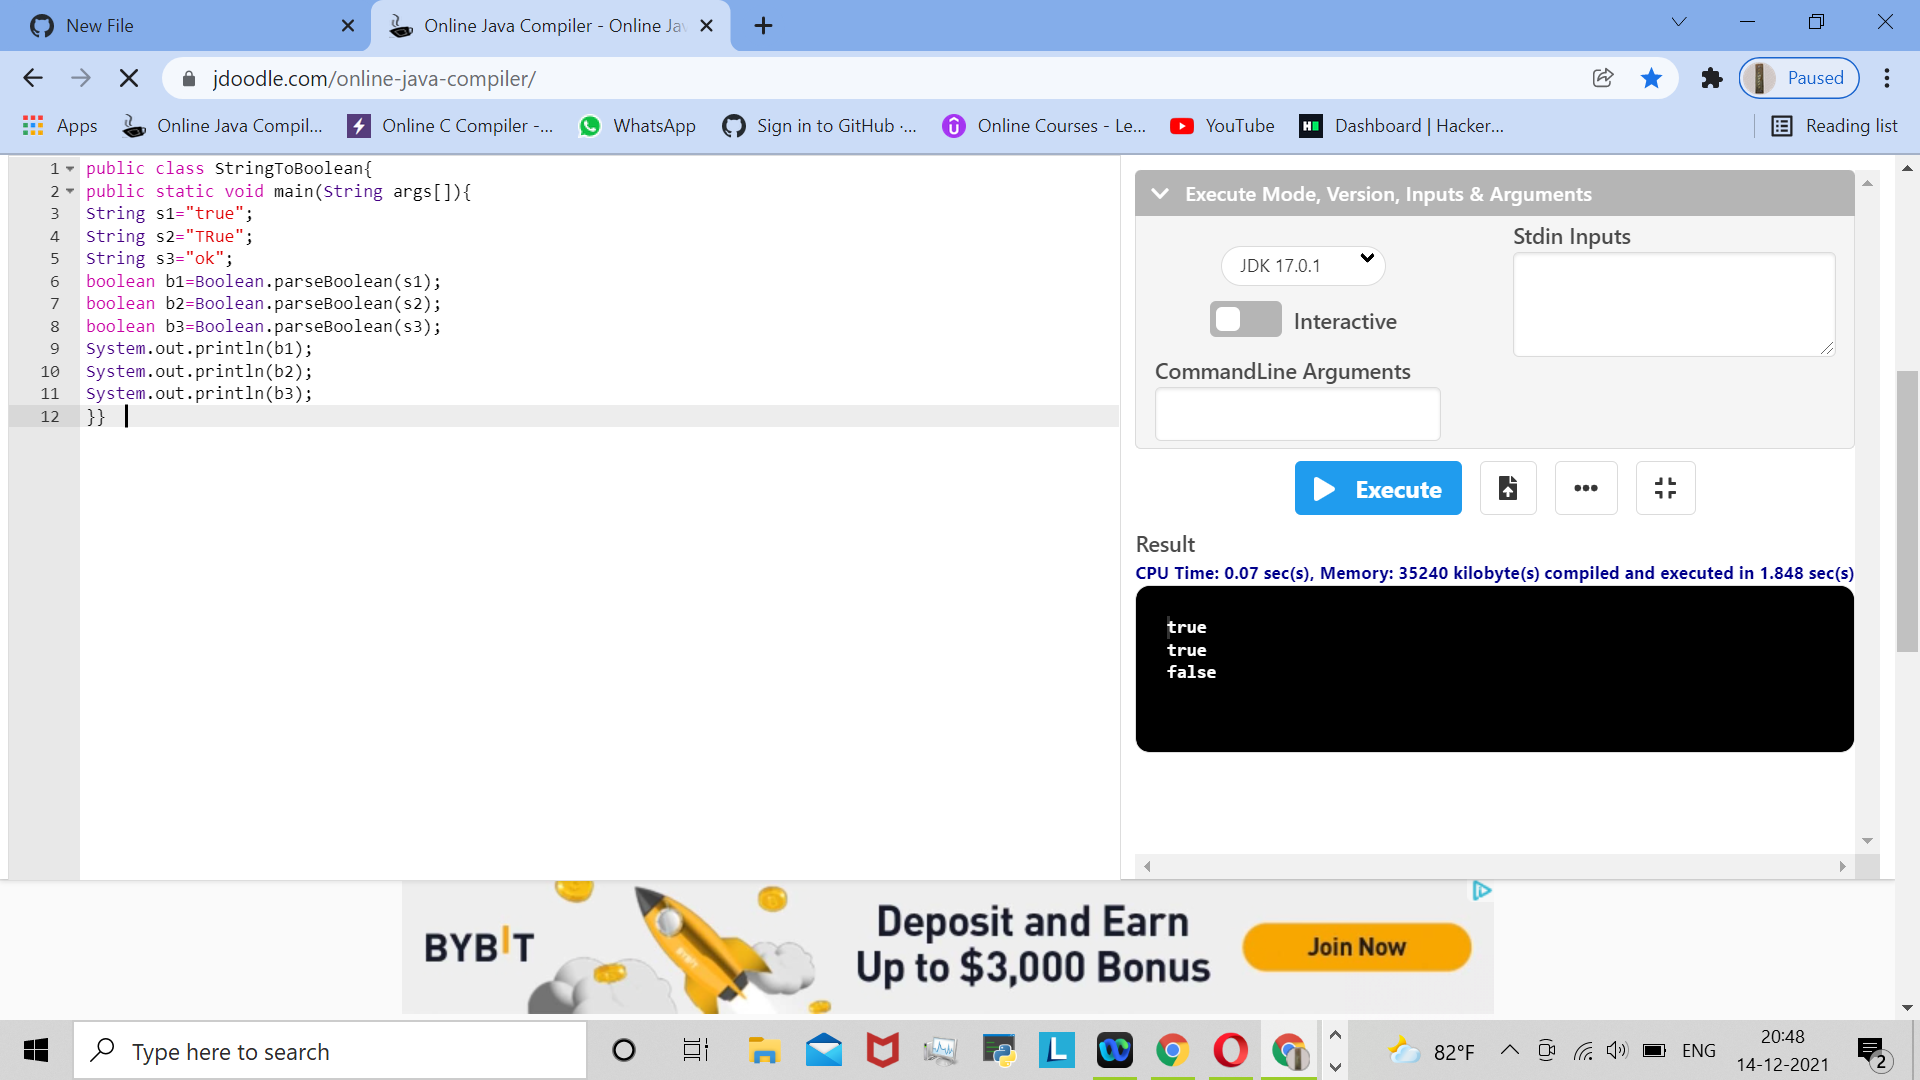 New File
Online Java Compiler - Online Jav
jdoodle.com/online-java-compiler/
Paused
Apps
Online Java Compil...
Online C Compiler -...
WhatsApp
Sign in to GitHub ·...
Online Courses - Le...
YouTube
Dashboard | Hacker...
Reading list
1 public class StringToBoolean{
2 public static void main(String args[]){
3 String s1="true";
4 String s2="TRue";
5 String s3="ok";
6 boolean b1=Boolean.parseBoolean(s1);
7 boolean b2=Boolean.parseBoolean(s2);
8 boolean b3=Boolean.parseBoolean(s3);
9 System.out.println(b1);
10 System.out.println(b2);
11 System.out.println(b3);
12 }}
Execute Mode, Version, Inputs & Arguments
JDK 17.0.1
Stdin Inputs
Interactive
CommandLine Arguments
Execute
Result
CPU Time: 0.07 sec(s), Memory: 35240 kilobyte(s) compiled and executed in 1.848 sec(s)
true
true
false
BYBIT
Deposit and Earn
Up to $3,000 Bonus
Join Now
Type here to search
82°F
ENG
20:48
14-12-2021
2